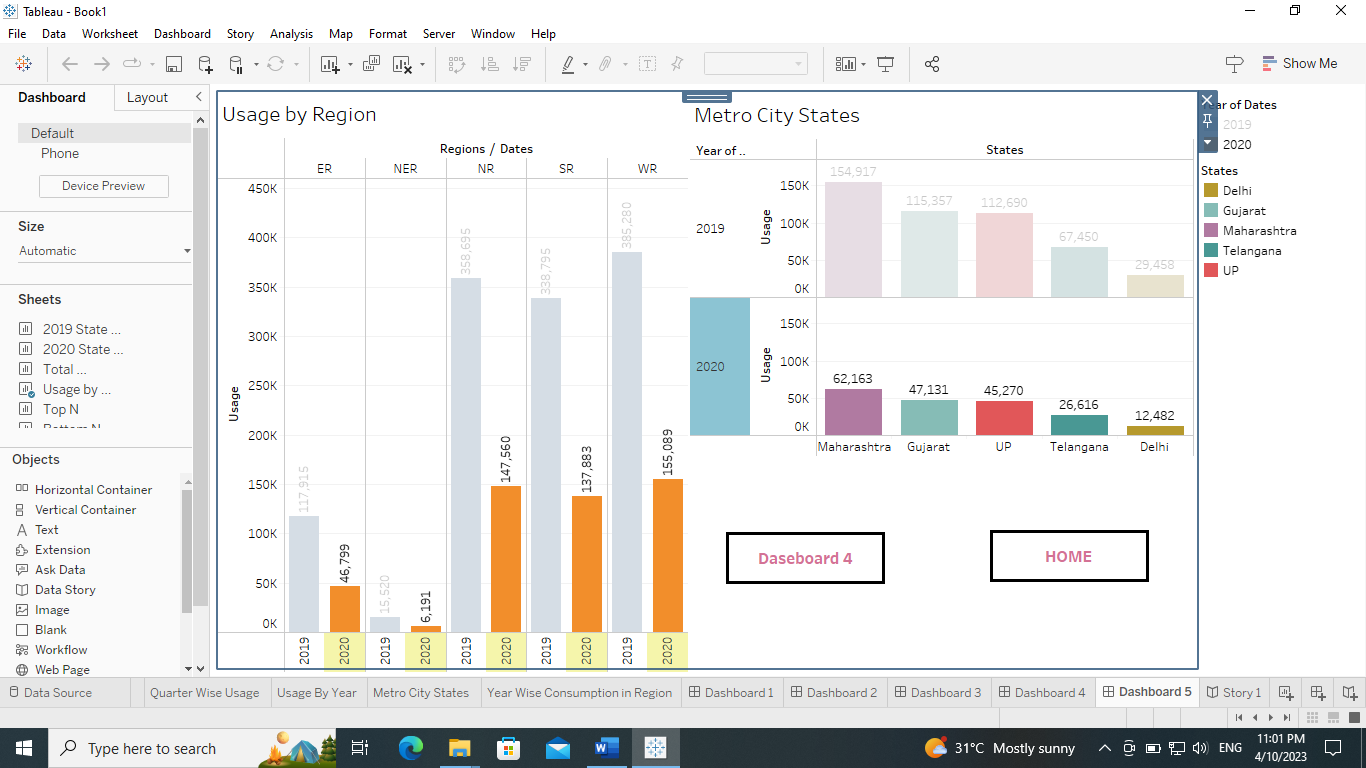 Tableau - Book1
File Data Worksheet Dashboard Story Analysis Map Format Server Window Help
Show Me
Dashboard Layout
Default
Phone
Device Preview
Size
Automatic
Sheets
2019 State ...
2020 State ...
Total ...
Usage by ...
Top N
Bottom N
Objects
Horizontal Container
Vertical Container
Text
Extension
Ask Data
Data Story
Image
Blank
Workflow
Web Page
Usage by Region
Regions / Dates
ER NER NR SR WR
Usage
450K
400K
350K
300K
250K
200K
150K
100K
50K
0K
117,915
46,799
15,520
6,191
358,695
147,560
338,795
137,883
385,280
155,089
2019 2020 2019 2020 2019 2020 2019 2020 2019 2020
Metro City States
Year of .. States
2019
Usage
150K
100K
50K
0K
154,917
115,357
112,690
67,450
29,458
2020
Usage
150K
100K
50K
0K
62,163
47,131
45,270
26,616
12,482
Maharashtra Gujarat UP Telangana Delhi
Daseboard 4
HOME
ar of Dates
2019
2020
States
Delhi
Gujarat
Maharashtra
Telangana
UP
Data Source Quarter Wise Usage Usage By Year Metro City States Year Wise Consumption in Region Dashboard 1 Dashboard 2 Dashboard 3 Dashboard 4 Dashboard 5 Story 1
Type here to search
31°C Mostly sunny
ENG
11:01 PM
4/10/2023